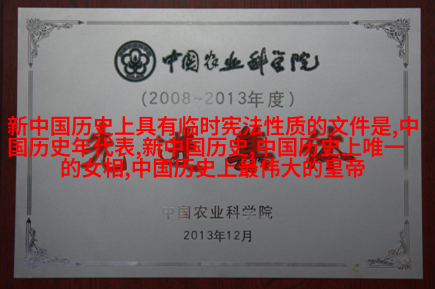 中国农业科学院
(2008~2013年度)
新中国历史上具有临时宪法性质的文件是,中
国历史年代表,新中国历史,中国历史上唯一
的女相,中国历史上最伟大的皇帝
中国农业科学院
2013年12月